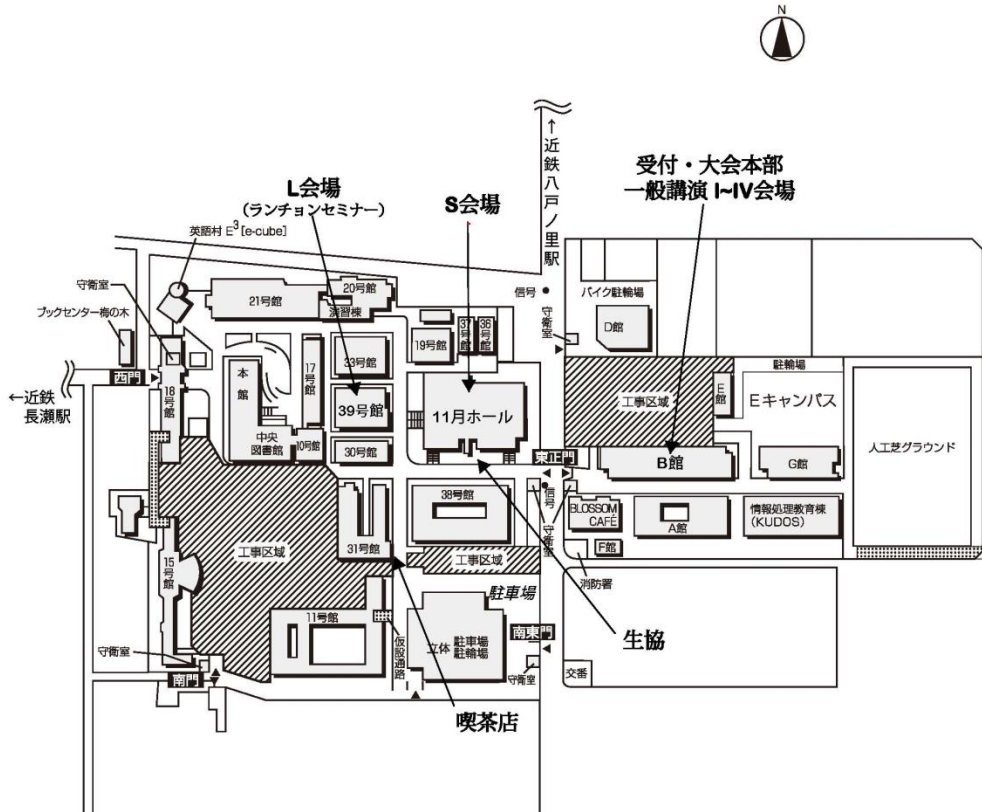 N
↑近鉄八戸ノ里駅
受付・大会本部
一般講演 I~IV会場
L会場
(ランチョンセミナー)
S会場
英語村 E³ [e-cube]
守衛室
ブックセンター梅の木
西門
←近鉄
長瀬駅
18号館
21号館
20号館
演習棟
本館
中央
図書館
17号館
10号館
33号館
39号館
30号館
19号館
37号館
36号館
11月ホール
信号
守衛室
バイク駐輪場
D館
駐輪場
工事区域
E館
Eキャンパス
人工芝グラウンド
東正門
B館
G館
信号
守衛室
BLOSSOM
CAFÉ
A館
情報処理教育棟
(KUDOS)
F館
消防署
38号館
31号館
工事区域
工事区域
15号館
11号館
駐車場
立体
駐車場
駐輪場
南東門
仮設通路
守衛室
交番
生協
守衛室
南門
喫茶店